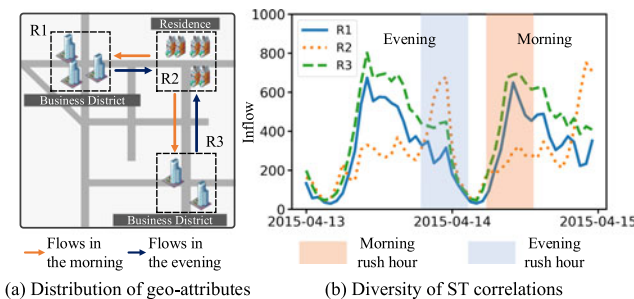 R1
Residence
R2
Business District
R3
Business District
Flows in
the morning
Flows in
the evening
(a) Distribution of geo-attributes
1000
800
600
400
200
0
Inflow
R1
R2
R3
Evening
Morning
2015-04-13
2015-04-14
2015-04-15
Morning
rush hour
Evening
rush hour
(b) Diversity of ST correlations